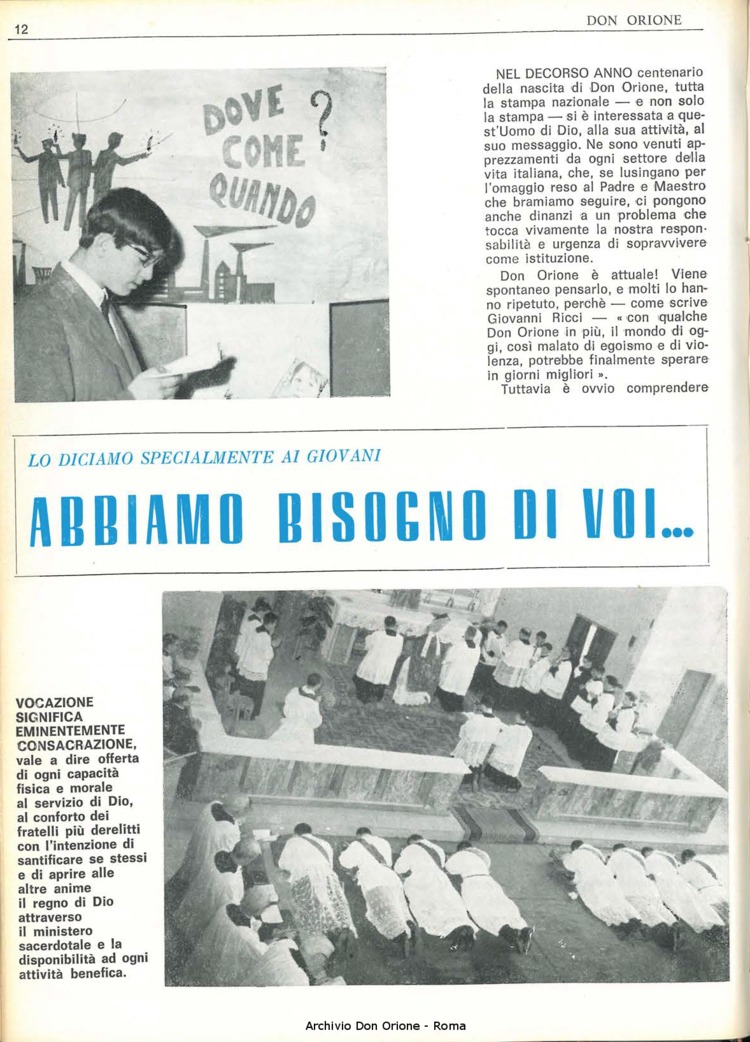 12
DON ORIONE
DOVE
COME
QUANDO
?
NEL DECORSO ANNO centenario
della nascita di Don Orione, tutta
la stampa nazionale — e non solo
la stampa — si è interessata a que-
st'Uomo di Dio, alla sua attività, al
suo messaggio. Ne sono venuti ap-
prezzamenti da ogni settore della
vita italiana, che, se lusingano per
l'omaggio reso al Padre e Maestro
che bramiamo seguire, ci pongono
anche dinanzi a un problema che
tocca vivamente la nostra respon-
sabilità e urgenza di sopravvivere
come istituzione.
Don Orione è attuale! Viene
spontaneo pensarlo, e molti lo han-
no ripetuto, perchè — come scrive
Giovanni Ricci — « con qualche
Don Orione in più, il mondo di og-
gi, così malato di egoismo e di vio-
lenza, potrebbe finalmente sperare
in giorni migliori ».
Tuttavia è ovvio comprendere
LO DICIAMO SPECIALMENTE AI GIOVANI
ABBIAMO BISOGNO DI VOI...
VOCAZIONE
SIGNIFICA
EMINENTEMENTE
CONSACRAZIONE,
vale a dire offerta
di ogni capacità
fisica e morale
al servizio di Dio,
al conforto dei
fratelli più derelitti
con l'intenzione di
santificare se stessi
e di aprire alle
altre anime
il regno di Dio
attraverso
il ministero
sacerdotale e la
disponibilità ad ogni
attività benefica.
Archivio Don Orione - Roma